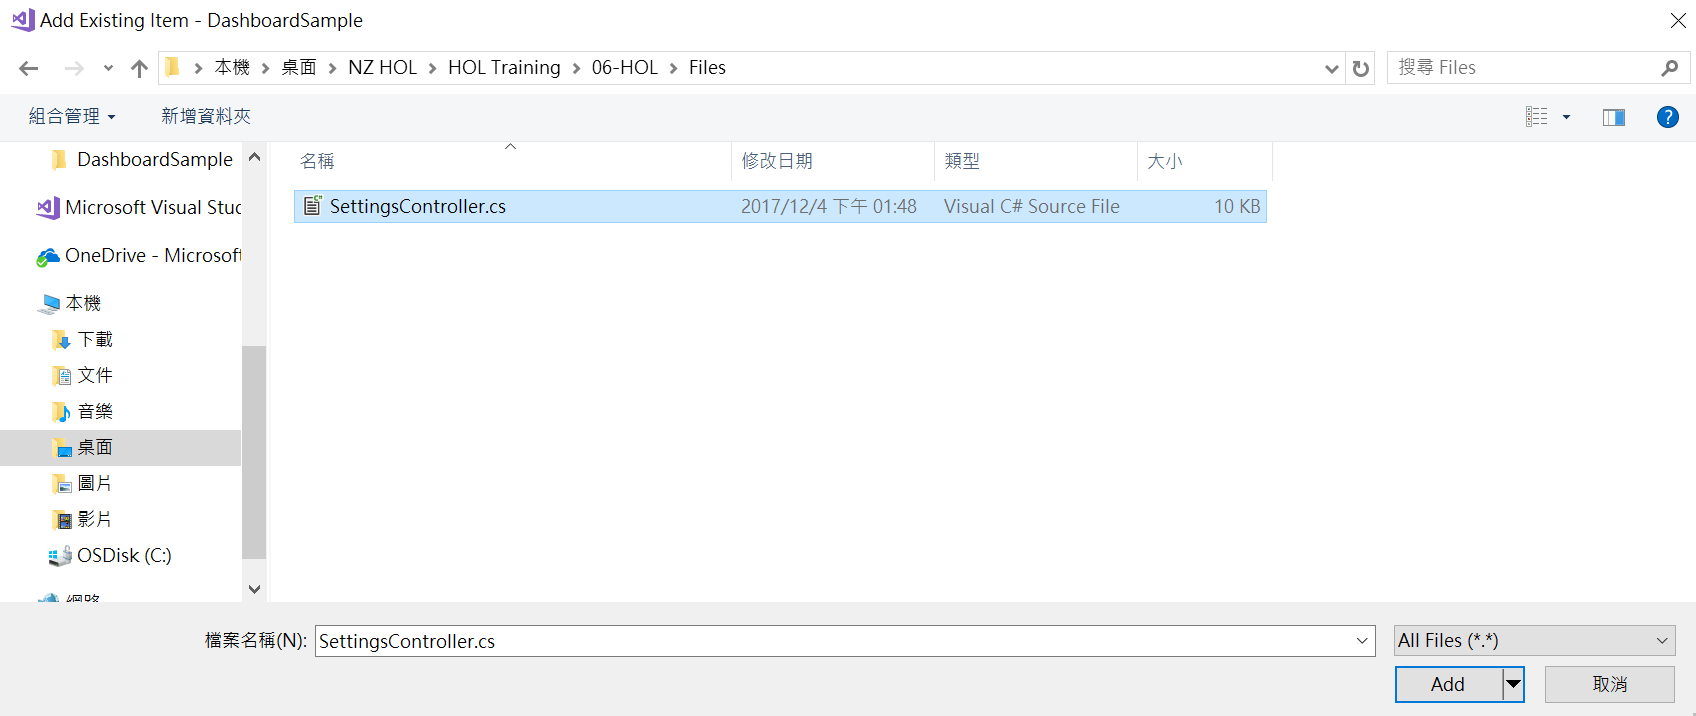 Add Existing Item - DashboardSample
本機 桌面 NZ HOL HOL Training 06-HOL Files
搜尋 Files
組合管理 新增資料夾
DashboardSample
Microsoft Visual Stuc
OneDrive - Microsoft
本機
下載
文件
音樂
桌面
圖片
影片
OSDisk (C:)
網路
名稱 修改日期 類型 大小
SettingsController.cs 2017/12/4 下午 01:48 Visual C# Source File 10 KB
檔案名稱(N): SettingsController.cs
All Files (*.*)
Add 取消